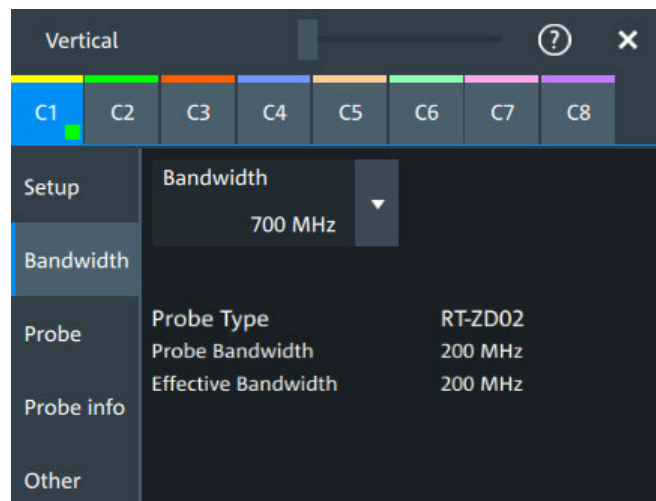 Vertical
?
C1 C2 C3 C4 C5 C6 C7 C8
Setup
Bandwidth
700 MHz
Bandwidth
Probe
Probe Type RT-ZD02
Probe Bandwidth 200 MHz
Effective Bandwidth 200 MHz
Probe info
Other